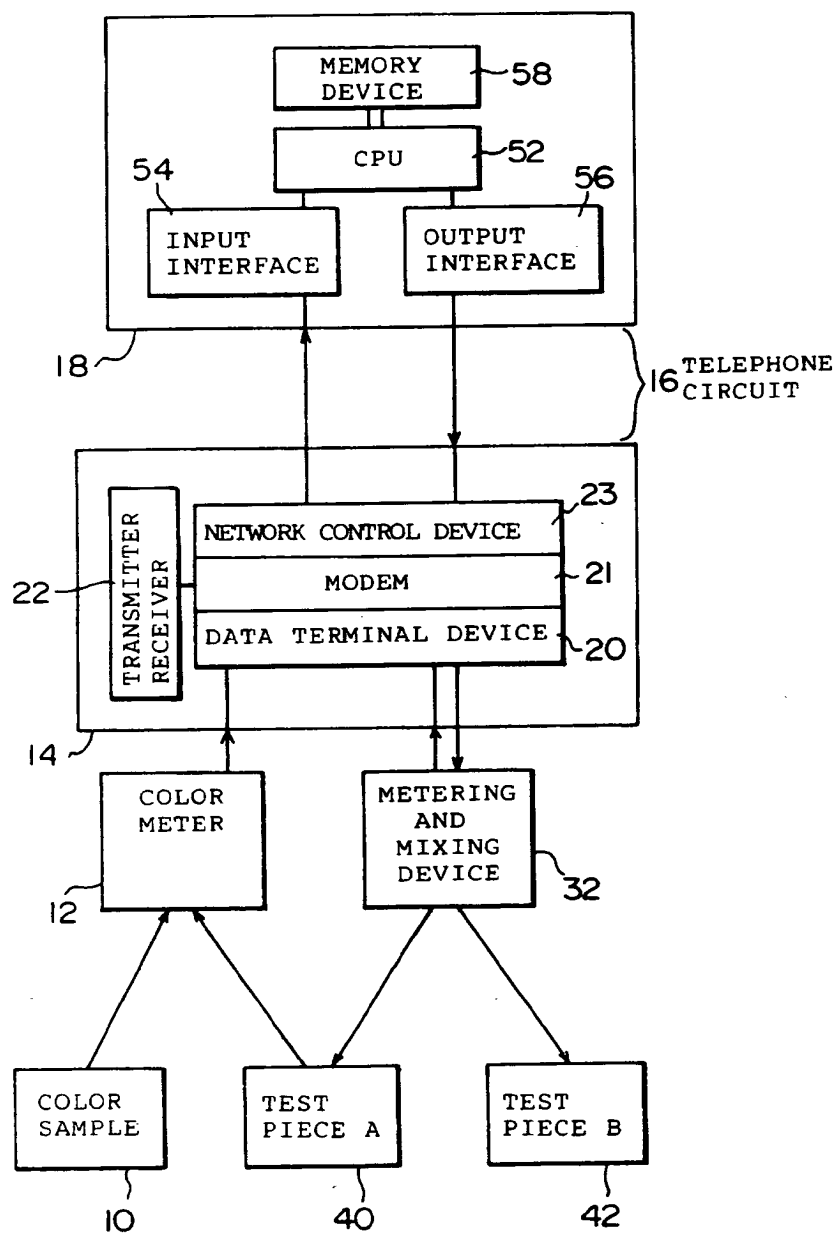 MEMORY
DEVICE
58
CPU
52
54
INPUT
INTERFACE
56
OUTPUT
INTERFACE
18
16 TELEPHONE
CIRCUIT
22
TRANSMITTER
RECEIVER
NETWORK CONTROL DEVICE
23
MODEM
21
DATA TERMINAL DEVICE
20
14
COLOR
METER
12
METERING
AND
MIXING
DEVICE
32
COLOR
SAMPLE
10
TEST
PIECE A
40
TEST
PIECE B
42